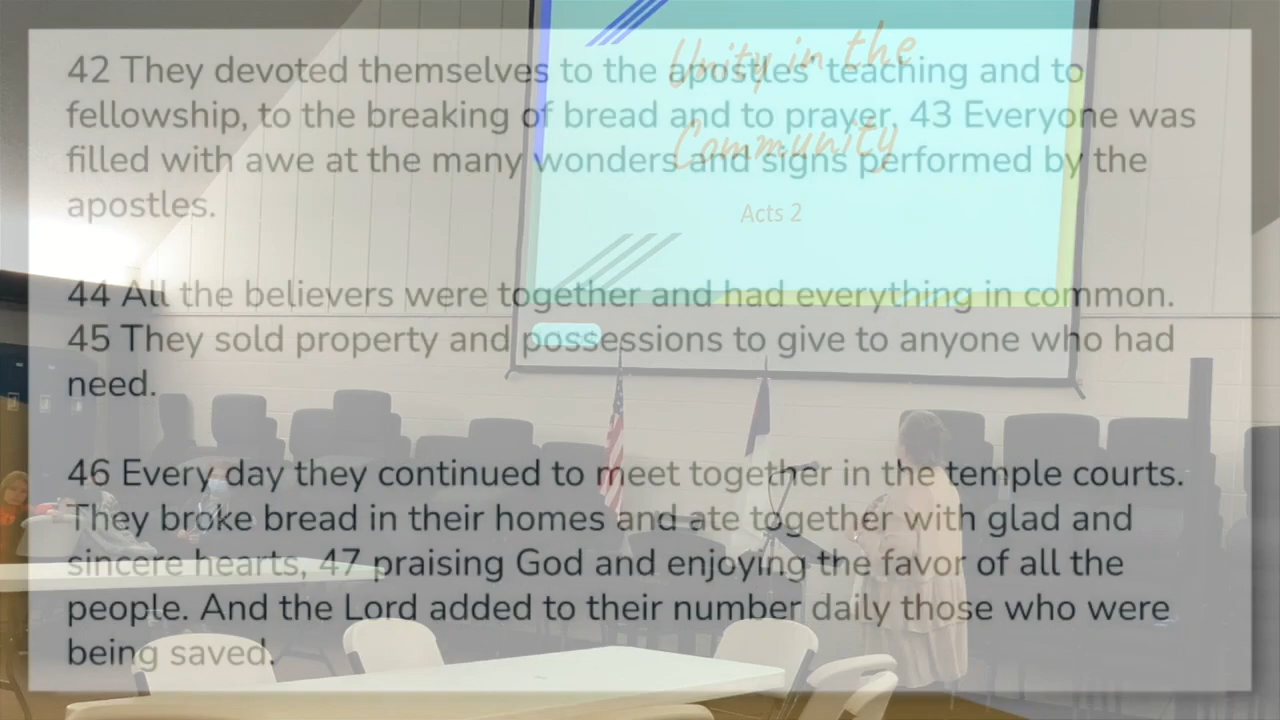 Unity in the
Community
Acts 2
42 They devoted themselves to the apostles’ teaching and to
fellowship, to the breaking of bread and to prayer. 43 Everyone was
filled with awe at the many wonders and signs performed by the
apostles.
44 All the believers were together and had everything in common.
45 They sold property and possessions to give to anyone who had
need.
46 Every day they continued to meet together in the temple courts.
They broke bread in their homes and ate together with glad and
sincere hearts, 47 praising God and enjoying the favor of all the
people. And the Lord added to their number daily those who were
being saved.